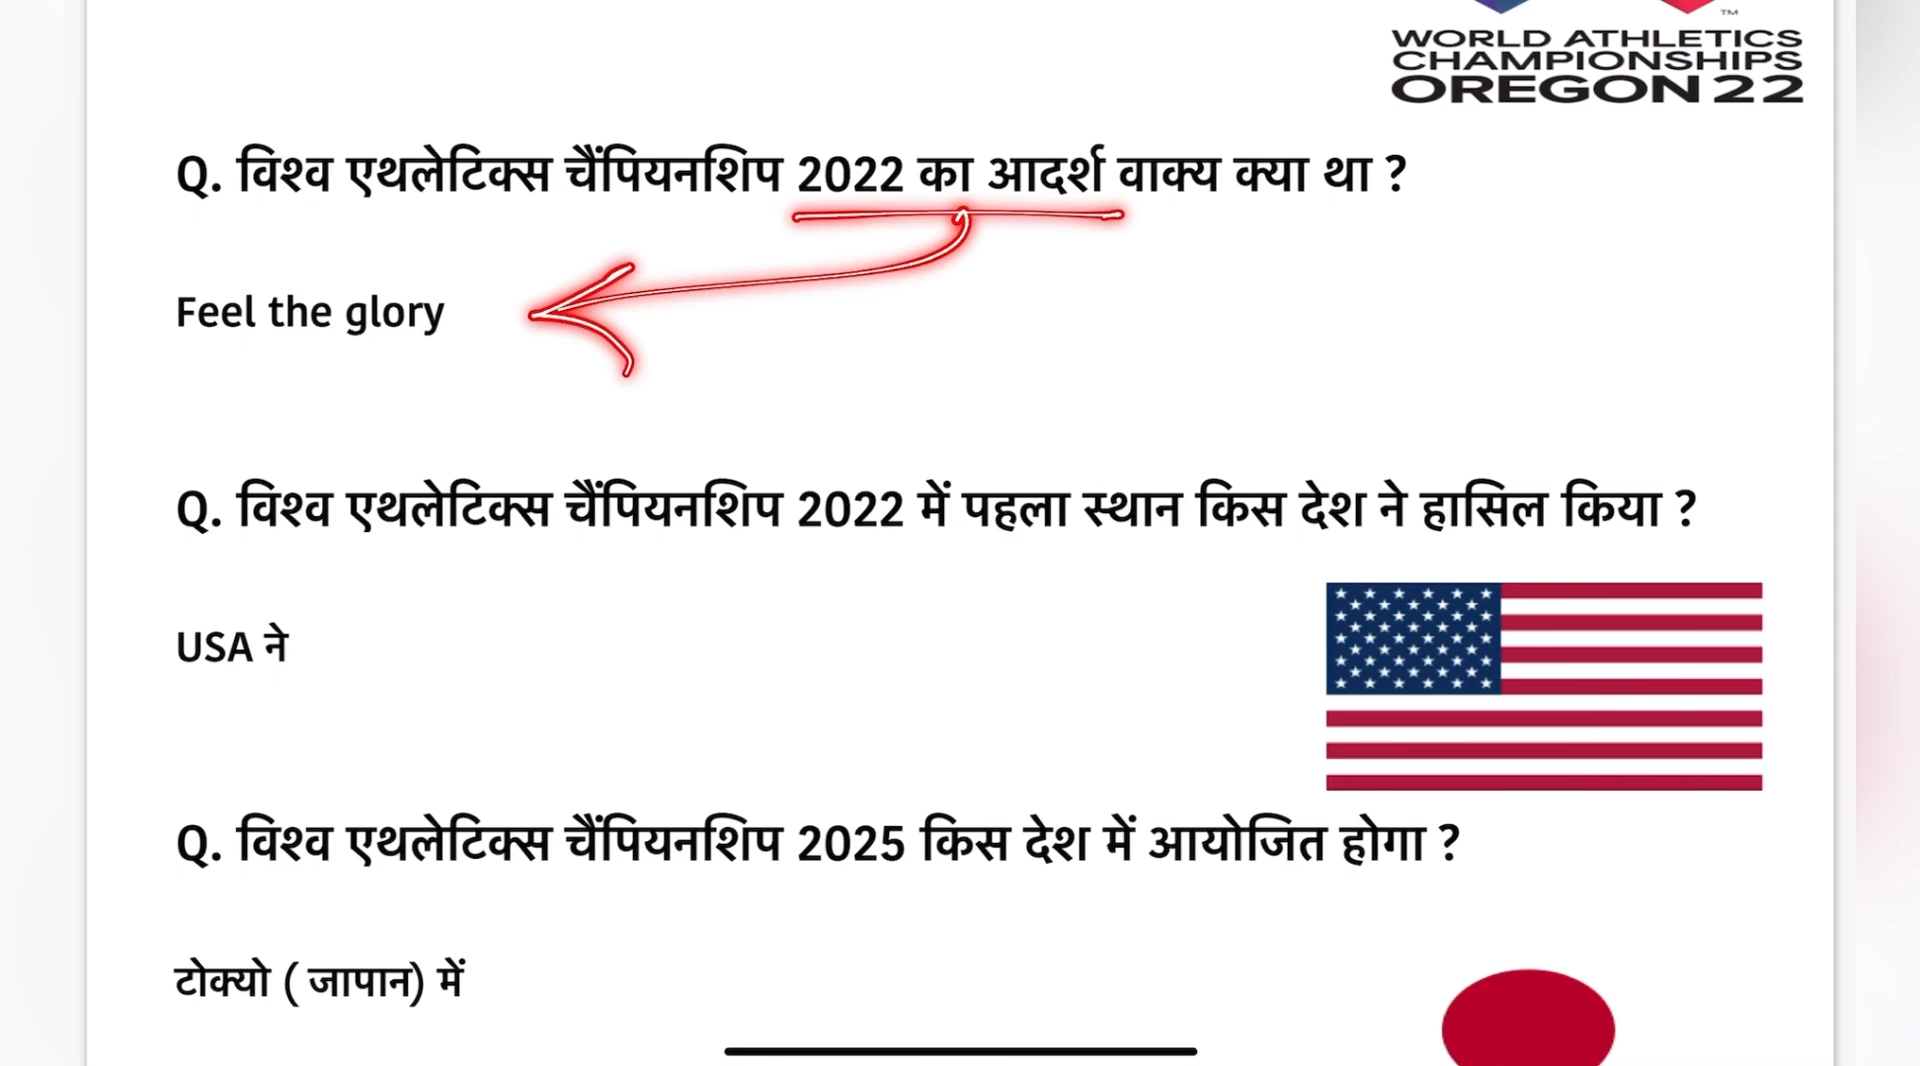 ™
WORLD ATHLETICS
CHAMPIONSHIPS
OREGON 22
Q. विश्व एथलेटिक्स चैंपियनशिप 2022 का आदर्श वाक्य क्या था ?
Feel the glory
Q. विश्व एथलेटिक्स चैंपियनशिप 2022 में पहला स्थान किस देश ने हासिल किया ?
USA ने
Q. विश्व एथलेटिक्स चैंपियनशिप 2025 किस देश में आयोजित होगा ?
टोक्यो ( जापान) में